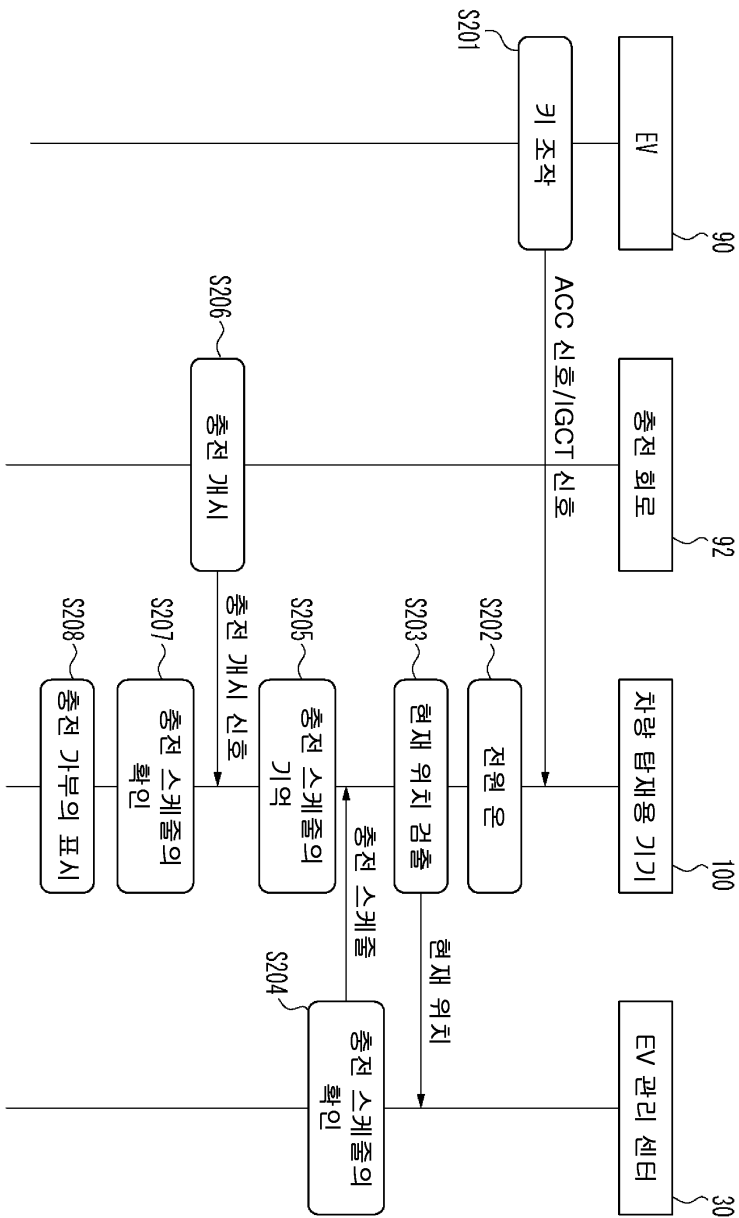 EV
90
충전 회로
92
차량 탑재용 기기
100
EV 관리 센터
30
S201
키 조작
ACC 신호/IGCT 신호
S202
전원 온
S203
현재 위치 검출
현재 위치
S204
충전 스케줄의
확인
충전 스케줄
S205
충전 스케줄의
기억
S206
충전 개시
충전 개시 신호
S207
충전 스케줄의
확인
S208
충전 가부의 표시